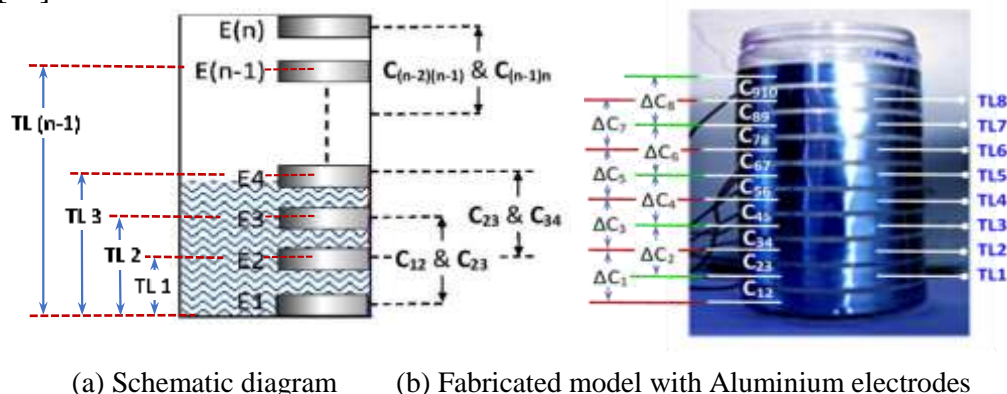 E(n)
E(n-1)
C(n-2)(n-1) & C(n-1)n
TL (n-1)
E4
TL 3
E3
C23 & C34
TL 2
E2
C12 & C23
TL 1
E1
C910
ΔC8
TL8
C89
ΔC7
TL7
C78
ΔC6
TL6
C67
ΔC5
TL5
C56
ΔC4
TL4
C45
ΔC3
TL3
C34
ΔC2
TL2
C23
ΔC1
TL1
C12
(a) Schematic diagram (b) Fabricated model with Aluminium electrodes